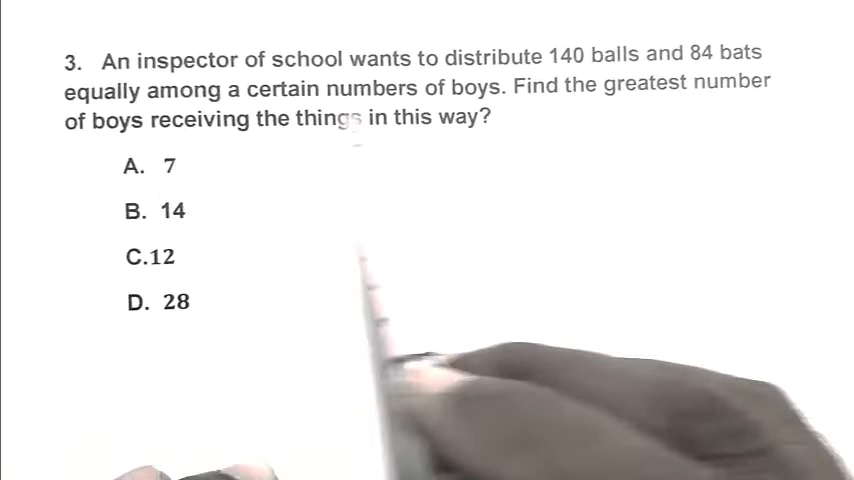 3. An inspector of school wants to distribute 140 balls and 84 bats
equally among a certain numbers of boys. Find the greatest number
of boys receiving the things in this way?
A. 7
B. 14
C.12
D. 28